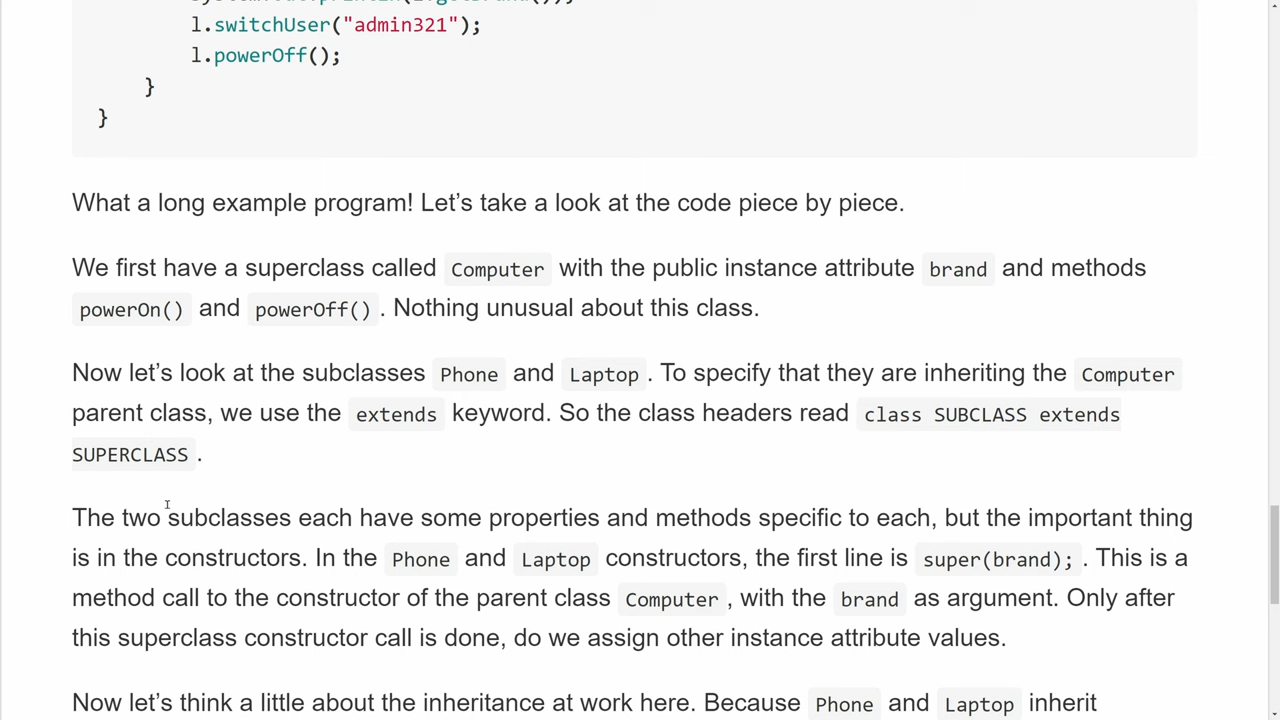 l.switchUser("admin321");
l.powerOff();
}
}
What a long example program! Let’s take a look at the code piece by piece.
We first have a superclass called Computer with the public instance attribute brand and methods
powerOn() and powerOff() . Nothing unusual about this class.
Now let’s look at the subclasses Phone and Laptop . To specify that they are inheriting the Computer
parent class, we use the extends keyword. So the class headers read class SUBCLASS extends
SUPERCLASS .
The two subclasses each have some properties and methods specific to each, but the important thing
is in the constructors. In the Phone and Laptop constructors, the first line is super(brand); . This is a
method call to the constructor of the parent class Computer , with the brand as argument. Only after
this superclass constructor call is done, do we assign other instance attribute values.
Now let’s think a little about the inheritance at work here. Because Phone and Laptop inherit